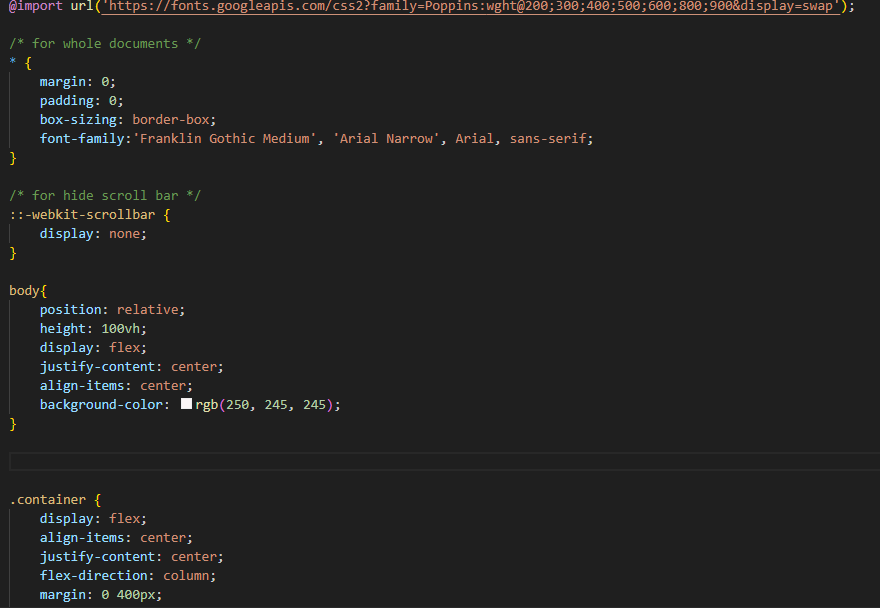 @import url('https://fonts.googleapis.com/css2?family=Poppins:wght@200;300;400;500;600;800;900&display=swap');
/* for whole documents */
* {
    margin: 0;
    padding: 0;
    box-sizing: border-box;
    font-family:'Franklin Gothic Medium', 'Arial Narrow', Arial, sans-serif;
}
/* for hide scroll bar */
::-webkit-scrollbar {
    display: none;
}
body{
    position: relative;
    height: 100vh;
    display: flex;
    justify-content: center;
    align-items: center;
    background-color: rgb(250, 245, 245);
}
.container {
    display: flex;
    align-items: center;
    justify-content: center;
    flex-direction: column;
    margin: 0 400px;